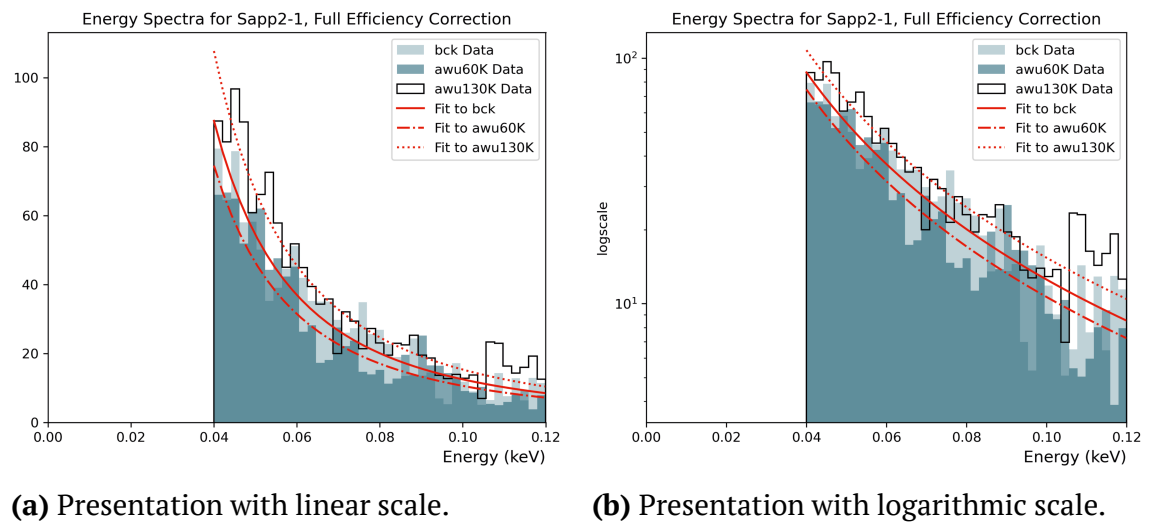 Energy Spectra for Sapp2-1, Full Efficiency Correction
bck Data
awu60K Data
awu130K Data
Fit to bck
Fit to awu60K
Fit to awu130K
100
80
60
40
20
0
0.00 0.02 0.04 0.06 0.08 0.10 0.12
Energy (keV)
(a) Presentation with linear scale.
Energy Spectra for Sapp2-1, Full Efficiency Correction
bck Data
awu60K Data
awu130K Data
Fit to bck
Fit to awu60K
Fit to awu130K
10²
logscale
10¹
0.00 0.02 0.04 0.06 0.08 0.10 0.12
Energy (keV)
(b) Presentation with logarithmic scale.